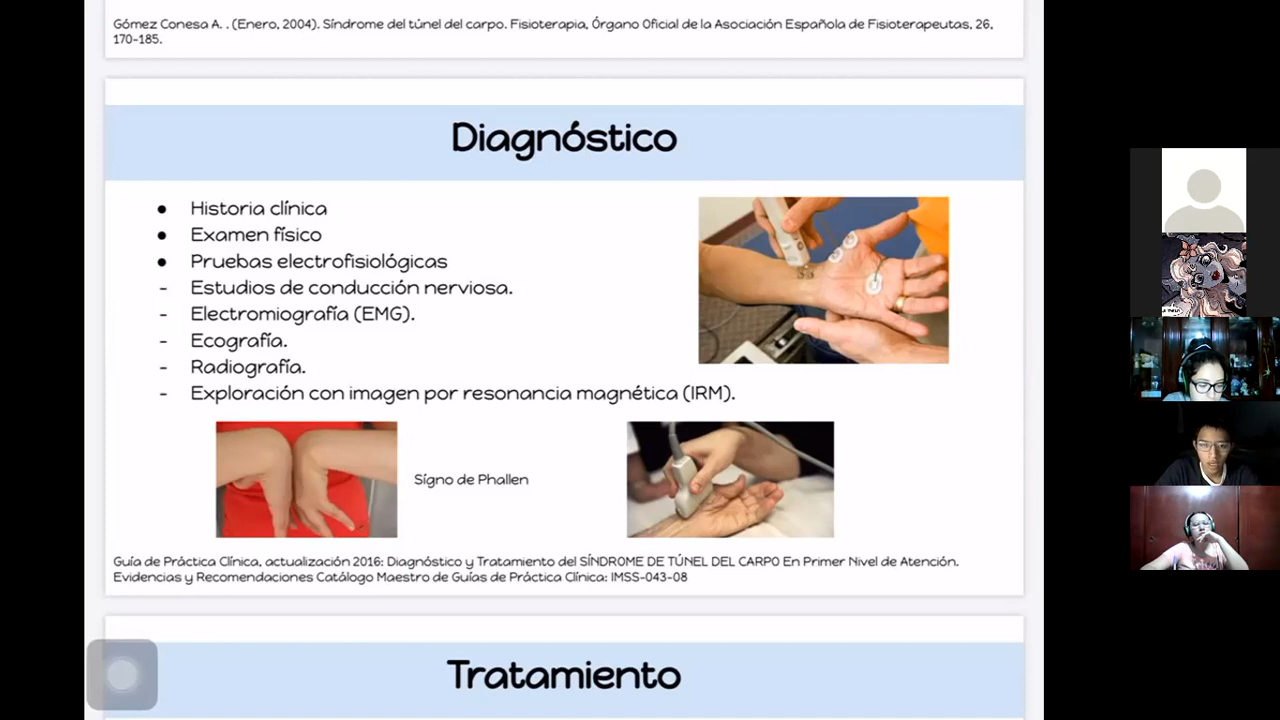 Gómez Conesa A. . (Enero, 2004). Síndrome del túnel del carpo. Fisioterapia, Órgano Oficial de la Asociación Española de Fisioterapeutas, 26,
170-185.
Diagnóstico
● Historia clínica
● Examen físico
● Pruebas electrofisiológicas
- Estudios de conducción nerviosa.
- Electromiografía (EMG).
- Ecografía.
- Radiografía.
- Exploración con imagen por resonancia magnética (IRM).
Sígno de Phallen
Guía de Práctica Clínica, actualización 2016: Diagnóstico y Tratamiento del SÍNDROME DE TÚNEL DEL CARPO En Primer Nivel de Atención.
Evidencias y Recomendaciones Catálogo Maestro de Guías de Práctica Clínica: IMSS-043-08
Tratamiento